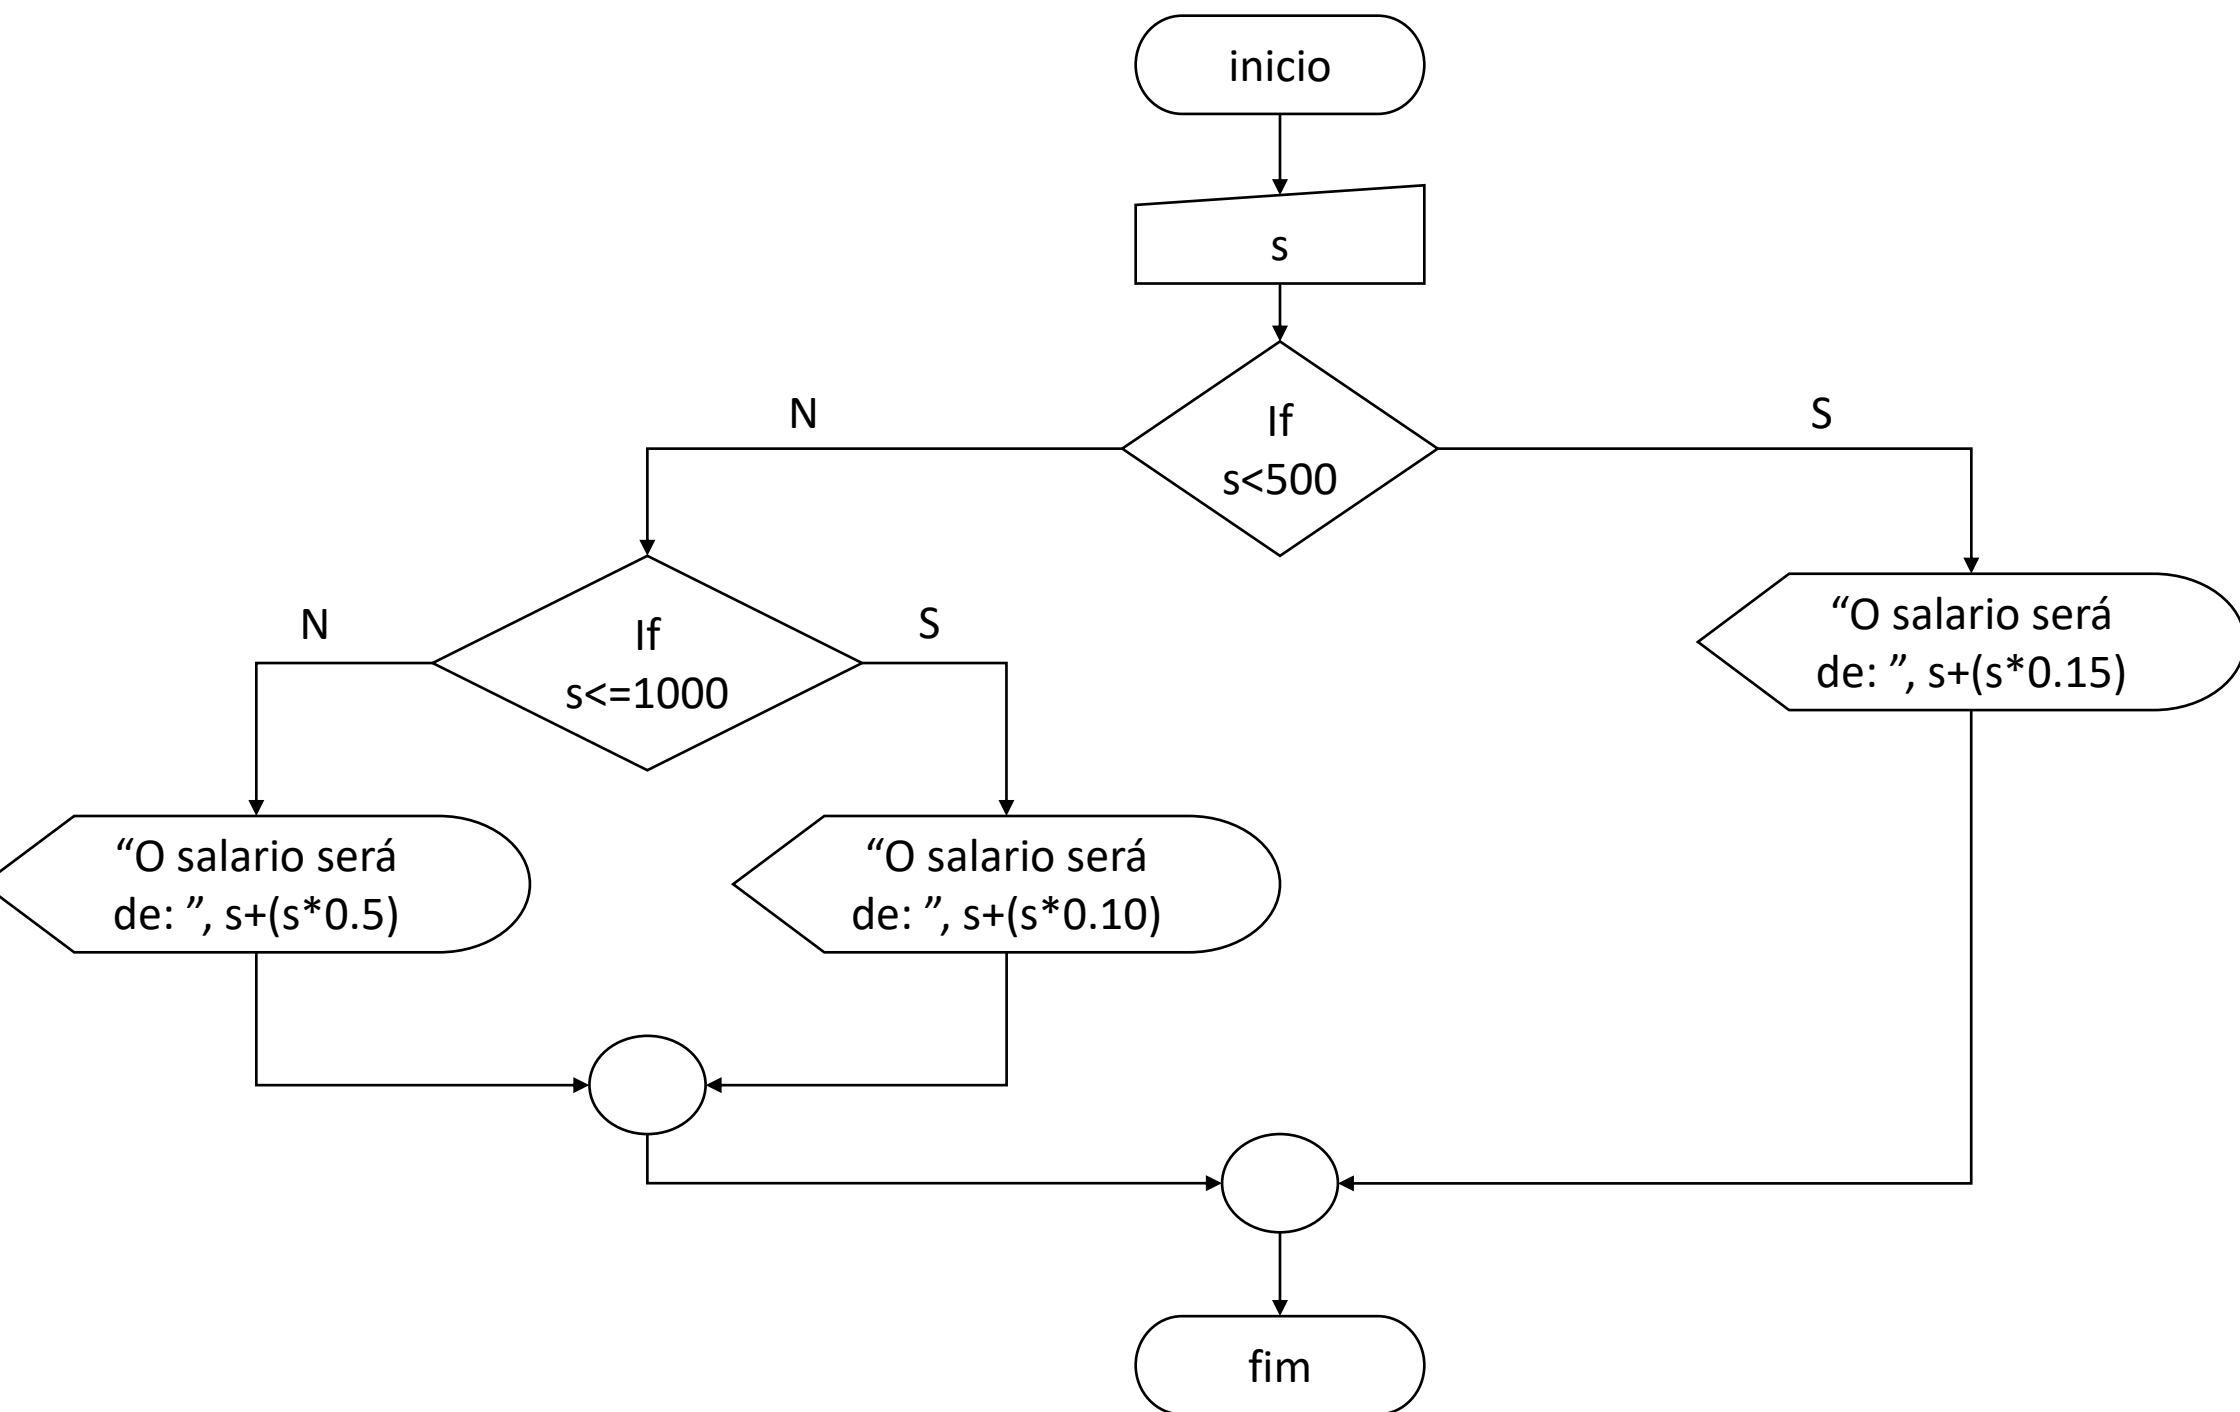 inicio
s
If
s<500
N
S
If
s<=1000
N
S
“O salario será
de: ”, s+(s*0.15)
“O salario será
de: ”, s+(s*0.5)
“O salario será
de: ”, s+(s*0.10)
fim